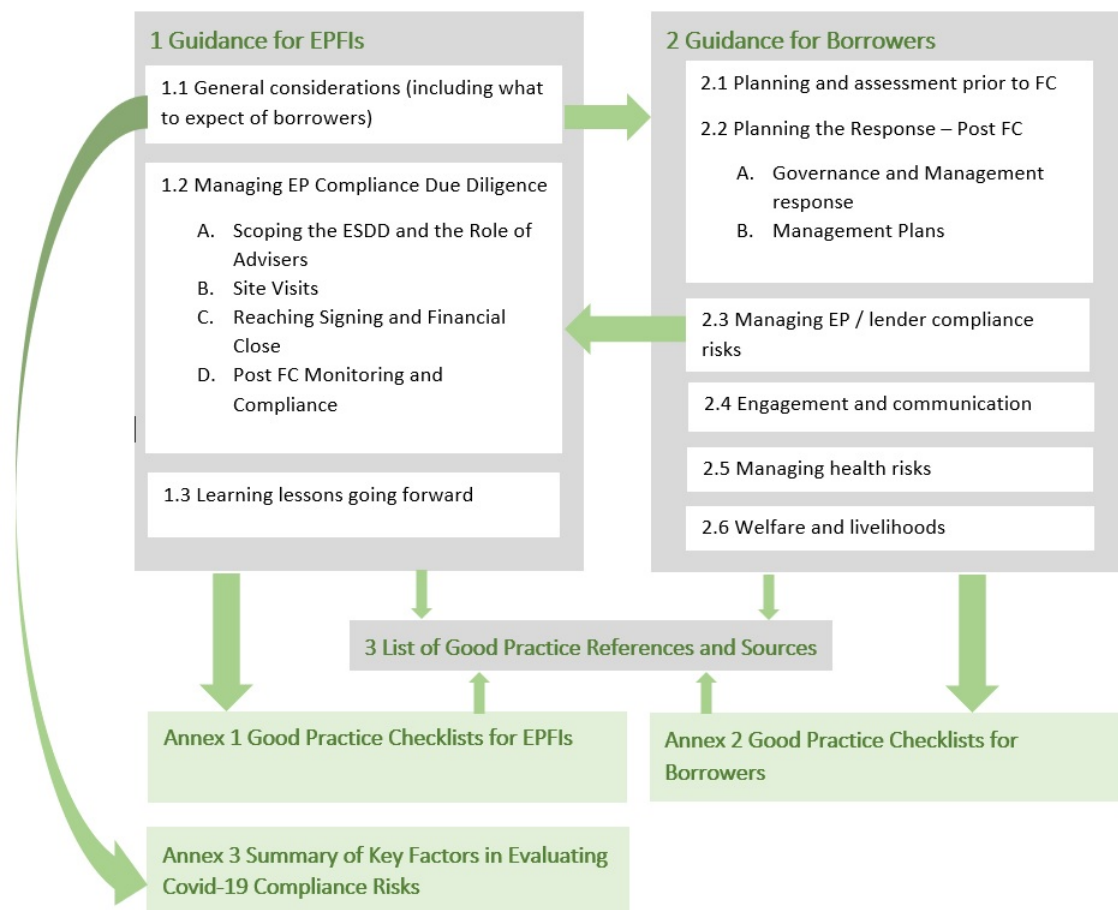 1 Guidance for EPFIs
1.1 General considerations (including what
to expect of borrowers)
1.2 Managing EP Compliance Due Diligence
A. Scoping the ESDD and the Role of
Advisers
B. Site Visits
C. Reaching Signing and Financial
Close
D. Post FC Monitoring and
Compliance
1.3 Learning lessons going forward
2 Guidance for Borrowers
2.1 Planning and assessment prior to FC
2.2 Planning the Response – Post FC
A. Governance and Management
response
B. Management Plans
2.3 Managing EP / lender compliance
risks
2.4 Engagement and communication
2.5 Managing health risks
2.6 Welfare and livelihoods
3 List of Good Practice References and Sources
Annex 1 Good Practice Checklists for EPFIs
Annex 2 Good Practice Checklists for
Borrowers
Annex 3 Summary of Key Factors in Evaluating
Covid-19 Compliance Risks